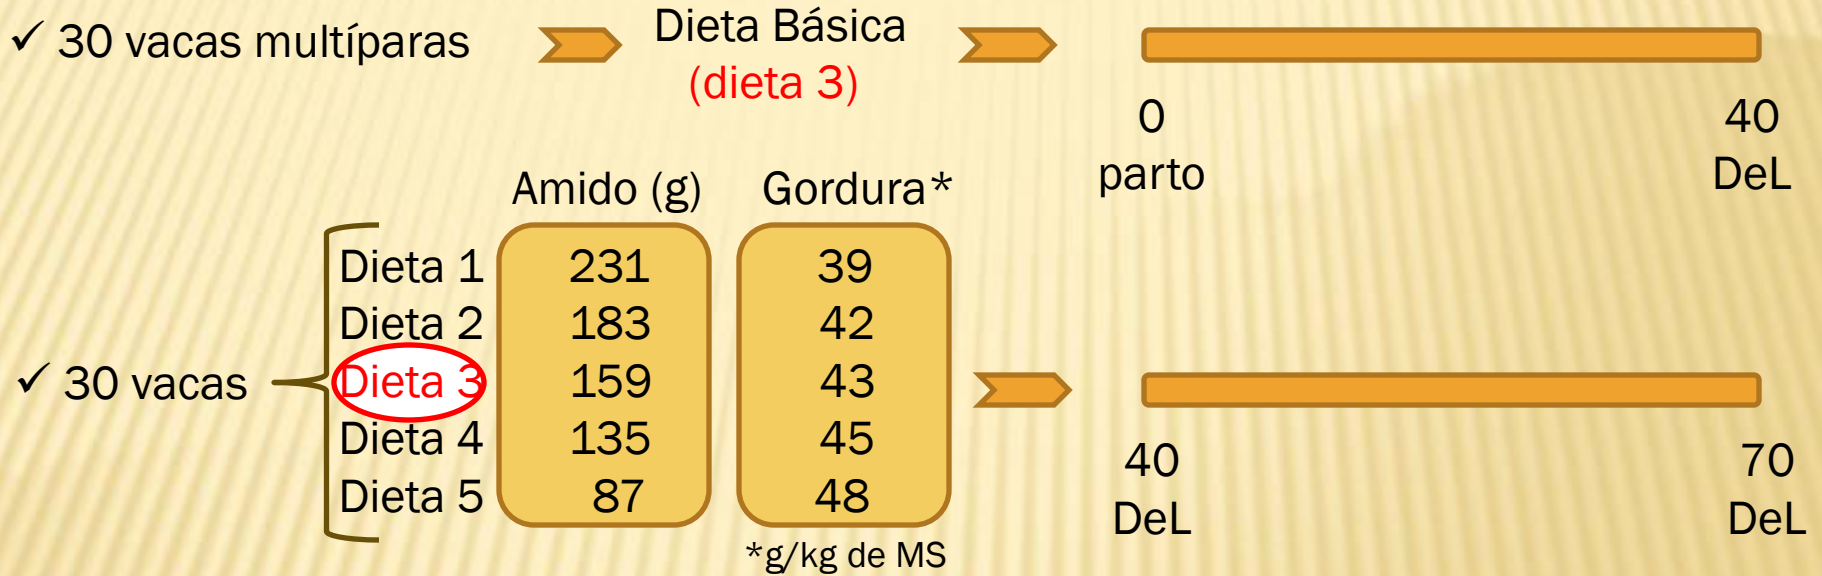 ✓ 30 vacas multíparas
Dieta Básica
(dieta 3)
0
parto
40
DeL
Amido (g) Gordura*
Dieta 1 231 39
Dieta 2 183 42
✓ 30 vacas
Dieta 3 159 43
Dieta 4 135 45
Dieta 5 87 48
*g/kg de MS
40
DeL
70
DeL